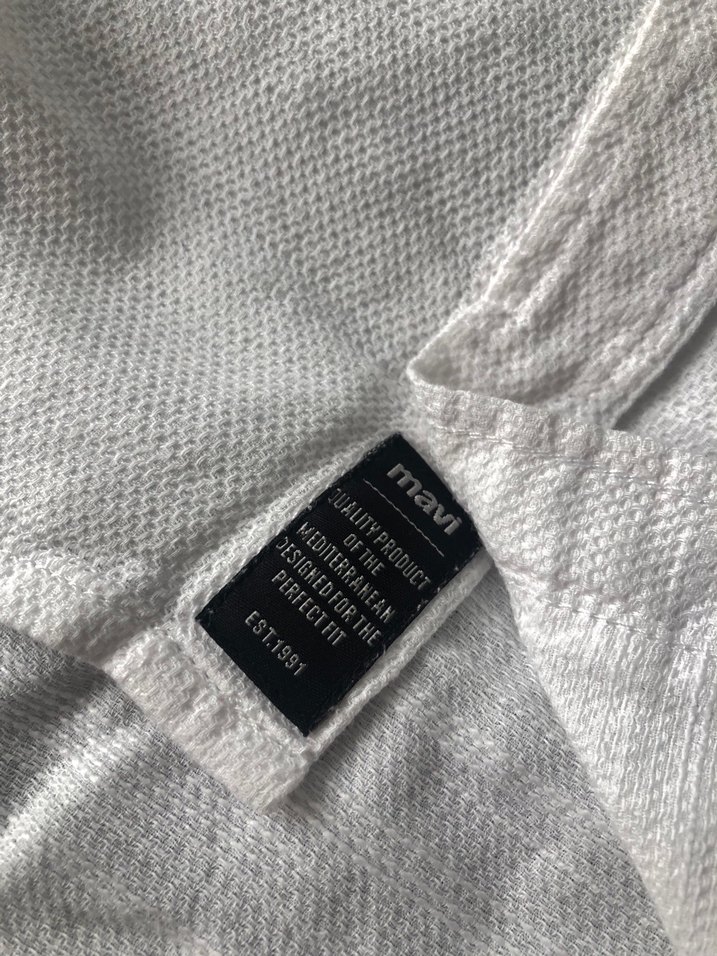 mavi
QUALITY PRODUCT
OF THE
MEDITERRANEAN
DESIGNED FOR THE
PERFECT FIT
EST.1991